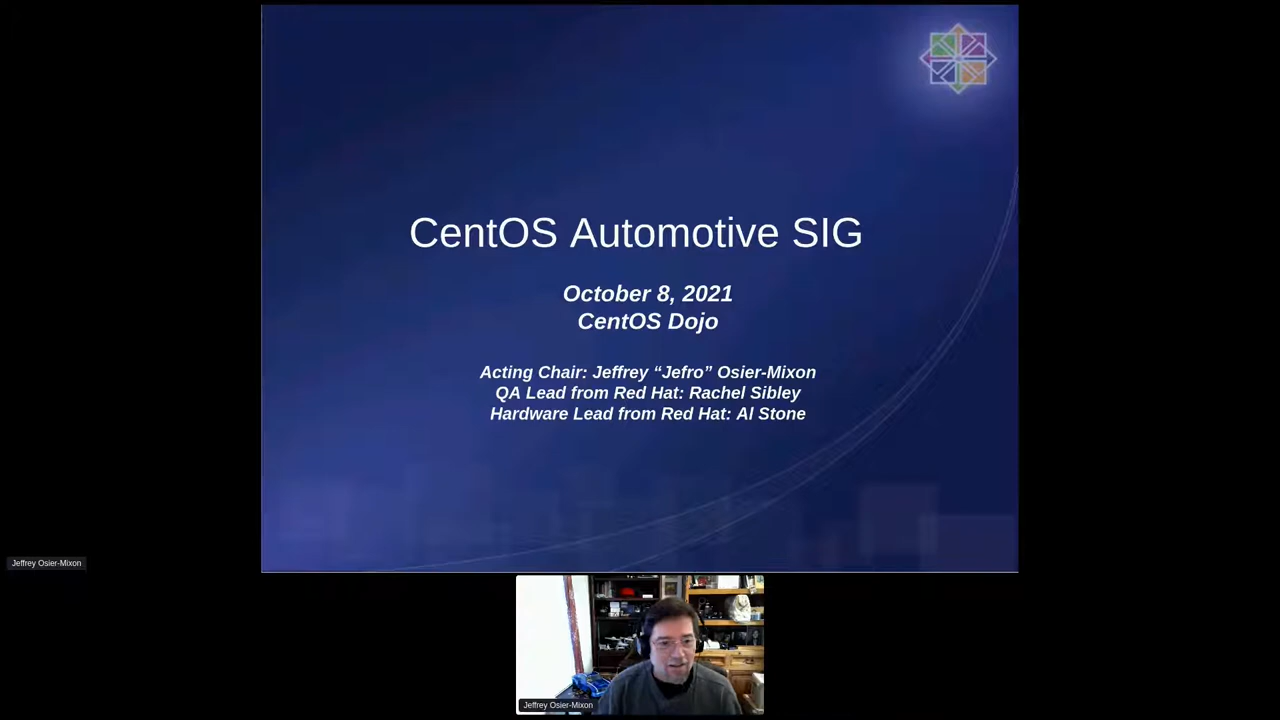 CentOS Automotive SIG
October 8, 2021
CentOS Dojo
Acting Chair: Jeffrey “Jefro” Osier-Mixon
QA Lead from Red Hat: Rachel Sibley
Hardware Lead from Red Hat: Al Stone
Jeffrey Osier-Mixon
Jeffrey Osier-Mixon